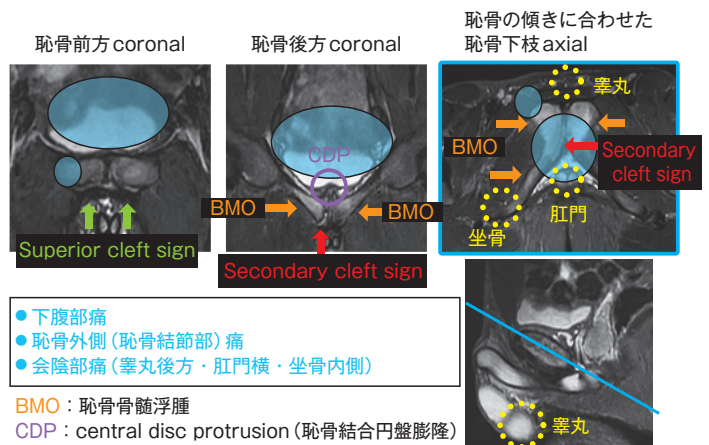 恥骨前方coronal
Superior cleft sign
恥骨後方coronal
CDP
BMO
BMO
Secondary cleft sign
恥骨の傾きに合わせた
恥骨下枝axial
睾丸
BMO
Secondary
cleft sign
肛門
坐骨
睾丸
●下腹部痛
●恥骨外側(恥骨結節部)痛
●会陰部痛(睾丸後方・肛門横・坐骨内側)
BMO：恥骨骨髄浮腫
CDP：central disc protrusion(恥骨結合円盤膨隆)